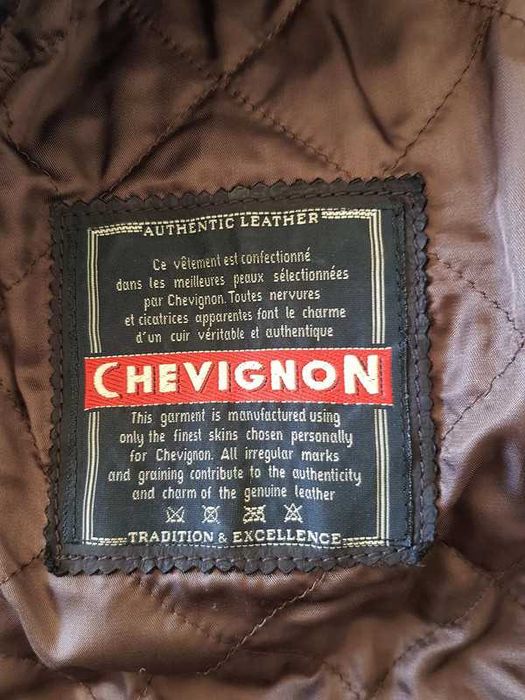 AUTHENTIC LEATHER
Ce vêtement est confectionné
dans les meilleures peaux sélectionnées
par Chevignon. Toutes nervures
et cicatrices apparentes font le charme
d'un cuir véritable et authentique
CHEVIGNON
This garment is manufactured using
only the finest skins chosen personally
for Chevignon. All irregular marks
and graining contribute to the authenticity
and charm of the genuine leather
TRADITION & EXCELLENCE